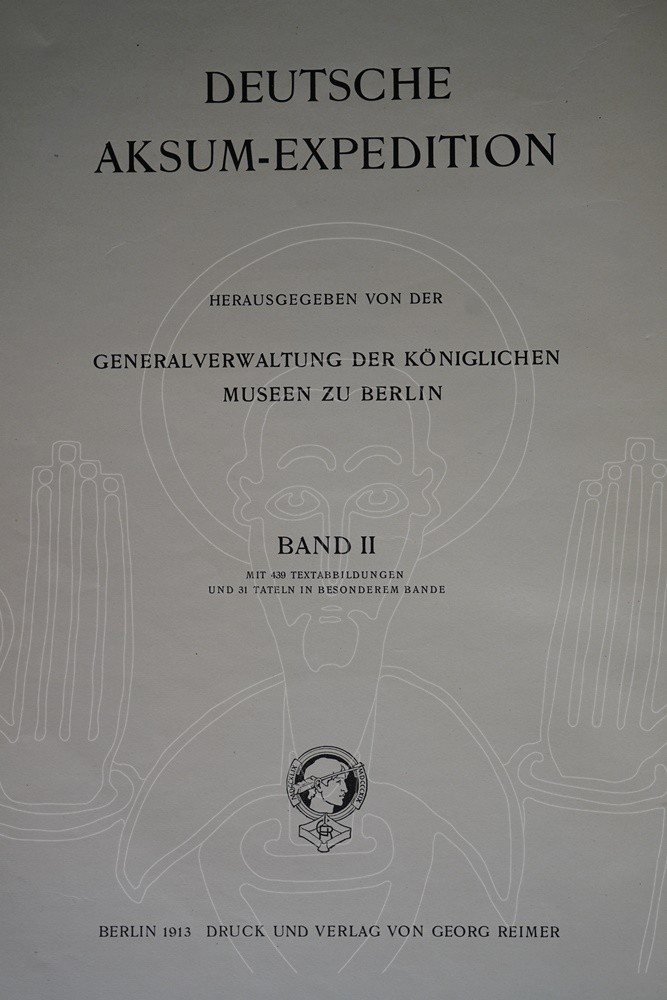 DEUTSCHE
AKSUM-EXPEDITION
HERAUSGEGEBEN VON DER
GENERALVERWALTUNG DER KÖNIGLICHEN
MUSEEN ZU BERLIN
BAND II
MIT 439 TEXTABBILDUNGEN
UND 31 TATELN IN BESONDEREM BANDE
BERLIN 1913 DRUCK UND VERLAG VON GEORG REIMER